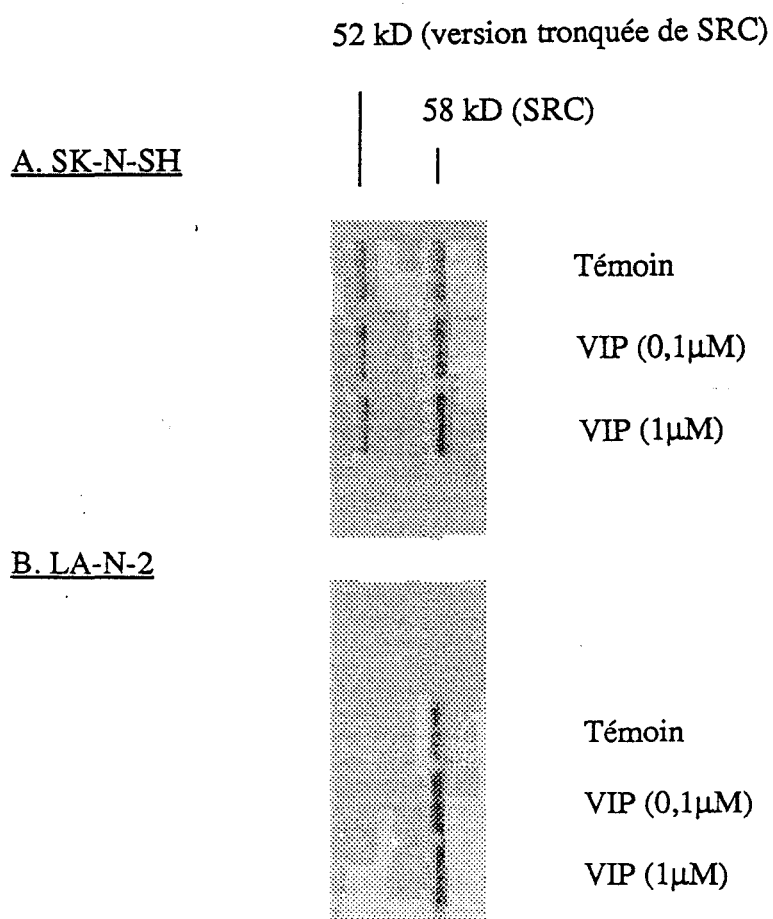 52 kD (version tronquée de SRC)
58 kD (SRC)
A. SK-N-SH
Témoin
VIP (0,1µM)
VIP (1µM)
B. LA-N-2
Témoin
VIP (0,1µM)
VIP (1µM)